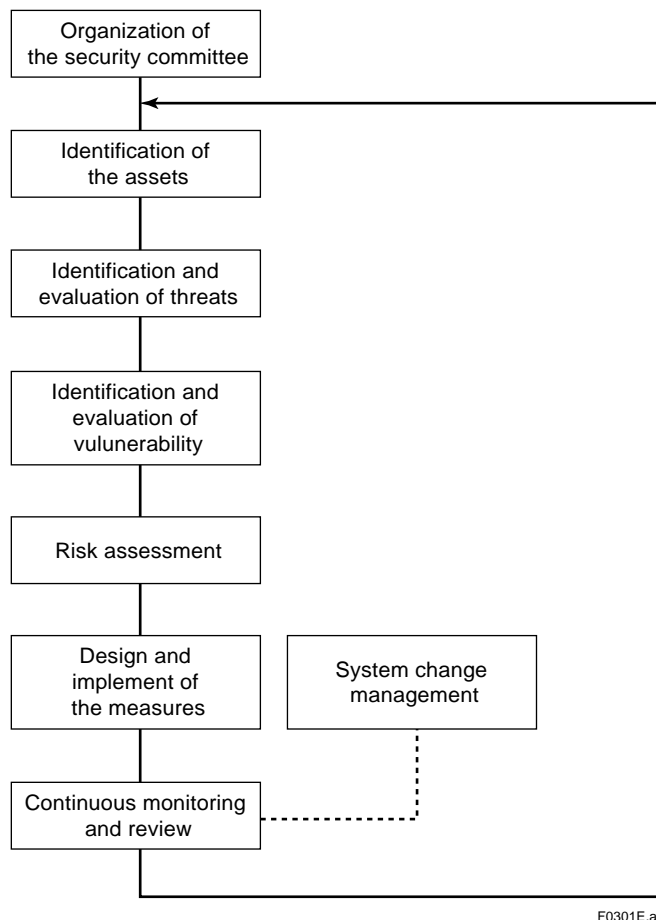 Organization of
the security committee
Identification of
the assets
Identification and
evaluation of threats
Identification and
evaluation of
vulunerability
Risk assessment
Design and
implement of
the measures
System change
management
Continuous monitoring
and review
F0301E.a